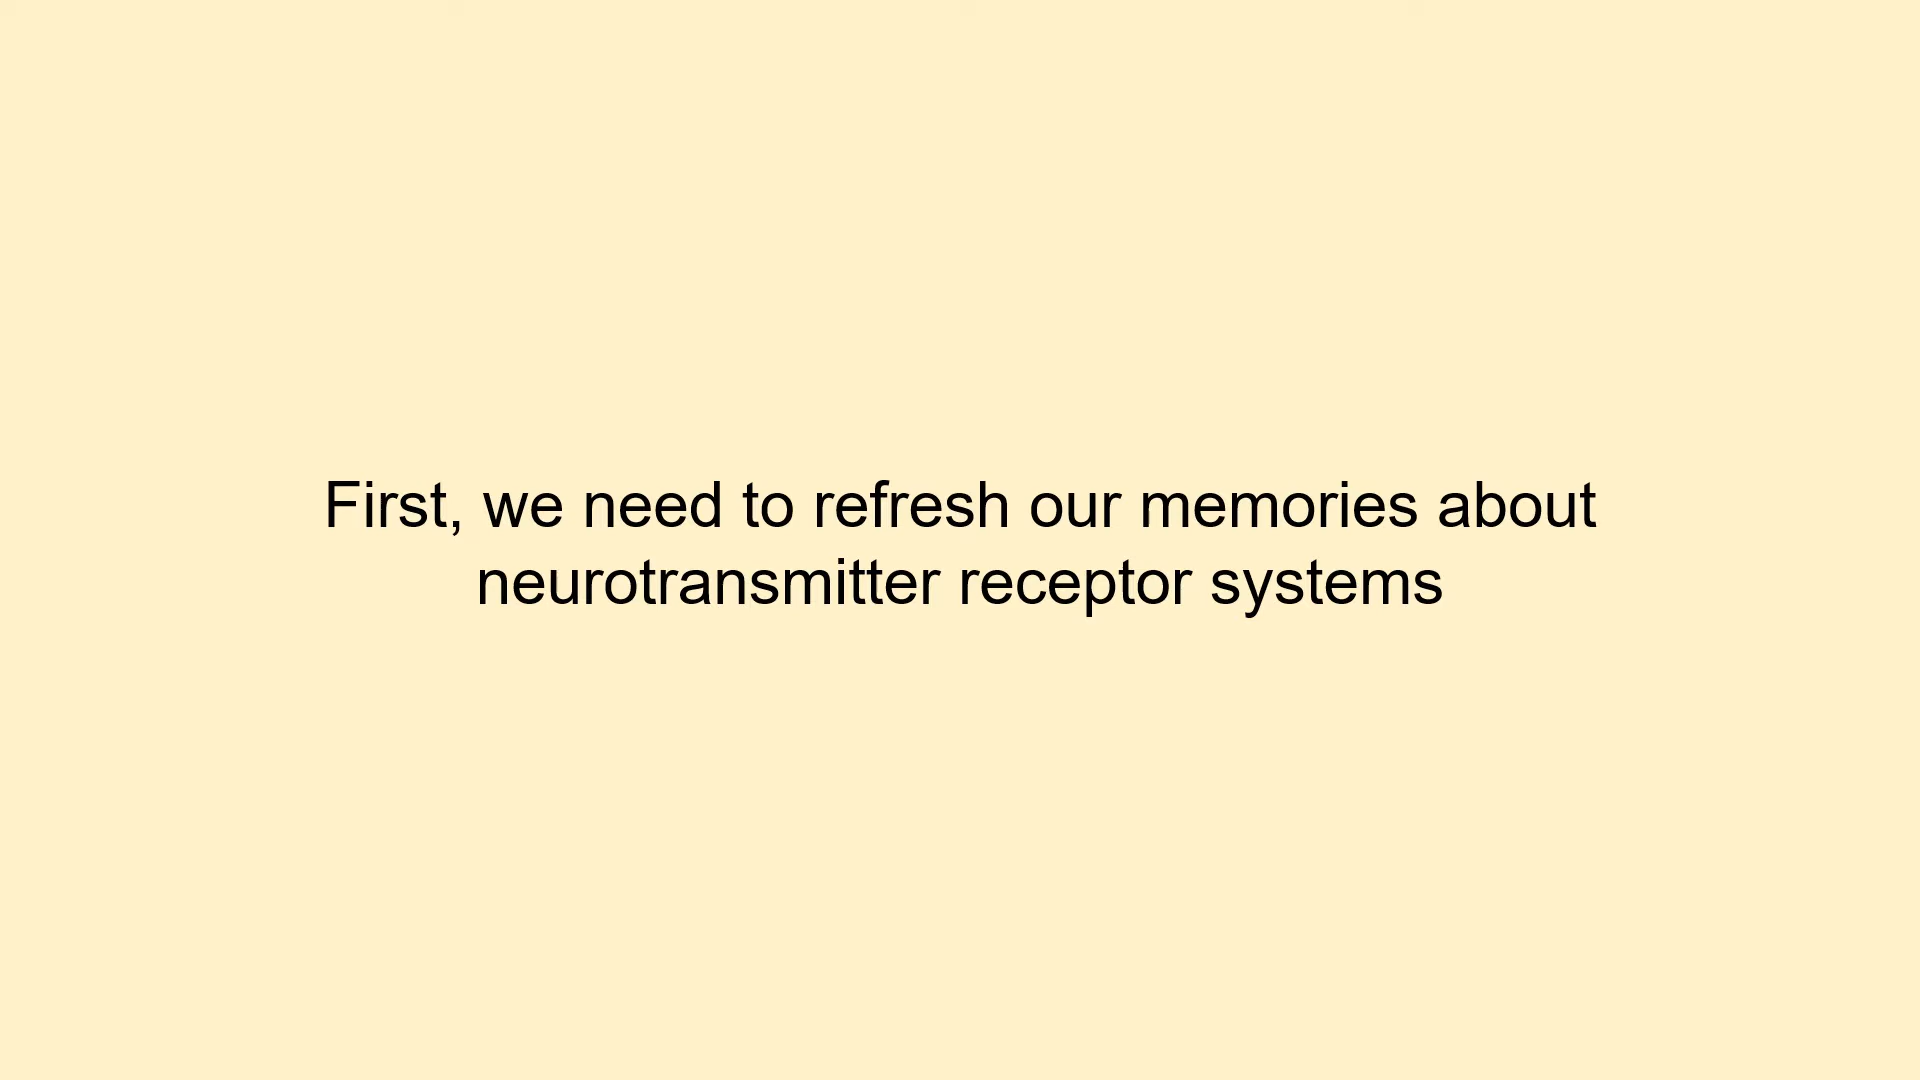 First, we need to refresh our memories about
neurotransmitter receptor systems